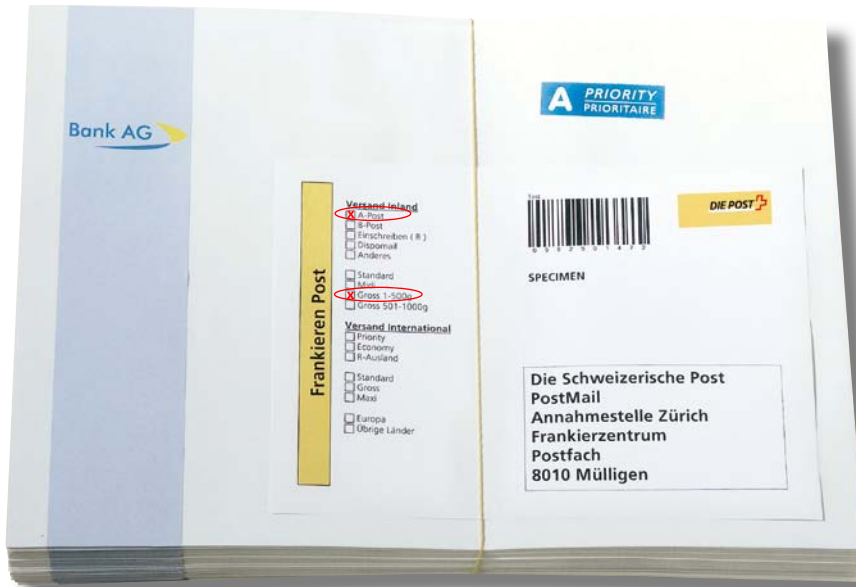 Bank AG
A PRIORITY
PRIORITAIRE
Frankieren Post
Versand Inland
X A-Post
B-Post
Einschreiben ( R )
Dispomail
Anderes
Standard
Midi
X Gross 1-500g
Gross 501-1000g
Versand International
Priority
Economy
R-Ausland
Standard
Gross
Maxi
Europa
Übrige Länder
DIE POST
SPECIMEN
Die Schweizerische Post
PostMail
Annahmestelle Zürich
Frankierzentrum
Postfach
8010 Mülligen